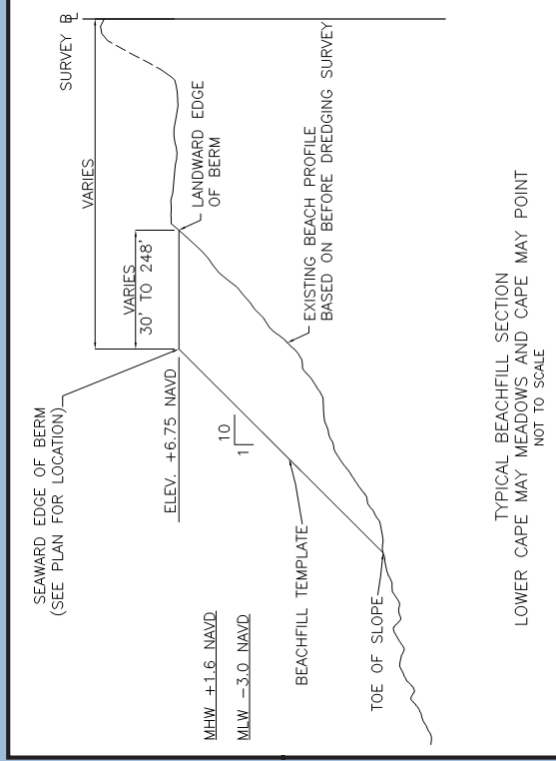 SURVEY BL
VARIES
SEAWARD EDGE OF BERM
(SEE PLAN FOR LOCATION)
VARIES
30' TO 248'
LANDWARD EDGE
OF BERM
ELEV. +6.75 NAVD
10
1
MHW +1.6 NAVD
MLW -3.0 NAVD
EXISTING BEACH PROFILE
BASED ON BEFORE DREDGING SURVEY
BEACHFILL TEMPLATE
TOE OF SLOPE
TYPICAL BEACHFILL SECTION
LOWER CAPE MAY MEADOWS AND CAPE MAY POINT
NOT TO SCALE